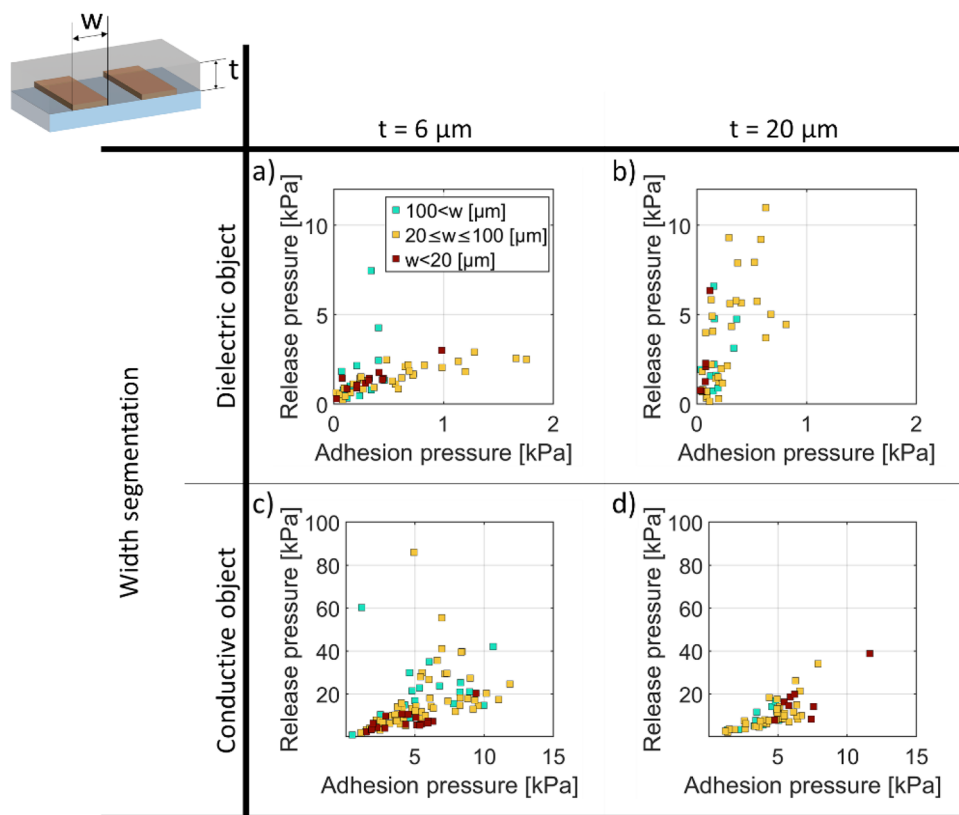 w
t
t = 6 µm
t = 20 µm
Width segmentation
Dielectric object
a)
Release pressure [kPa]
10
5
0
100<w [µm]
20≤w≤100 [µm]
w<20 [µm]
0
1
2
Adhesion pressure [kPa]
b)
Release pressure [kPa]
10
5
0
0
1
2
Adhesion pressure [kPa]
Conductive object
c)
Release pressure [kPa]
100
80
60
40
20
5
10
15
Adhesion pressure [kPa]
d)
Release pressure [kPa]
100
80
60
40
20
5
10
15
Adhesion pressure [kPa]